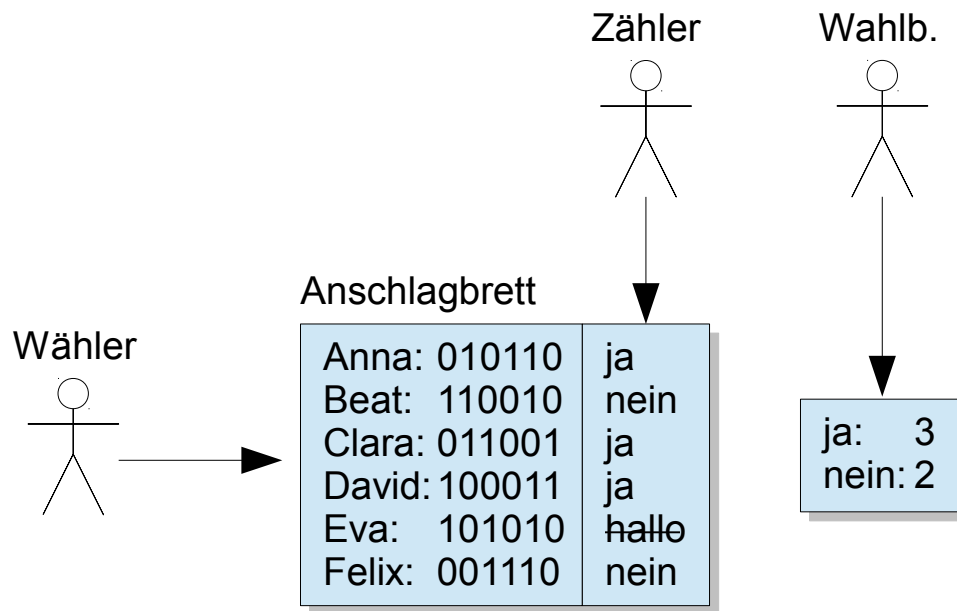 Zähler
Wahlb.
Anschlagbrett
Wähler
Anna: 010110 ja
Beat: 110010 nein
Clara: 011001 ja
David: 100011 ja
Eva: 101010 hallo
Felix: 001110 nein
ja: 3
nein: 2